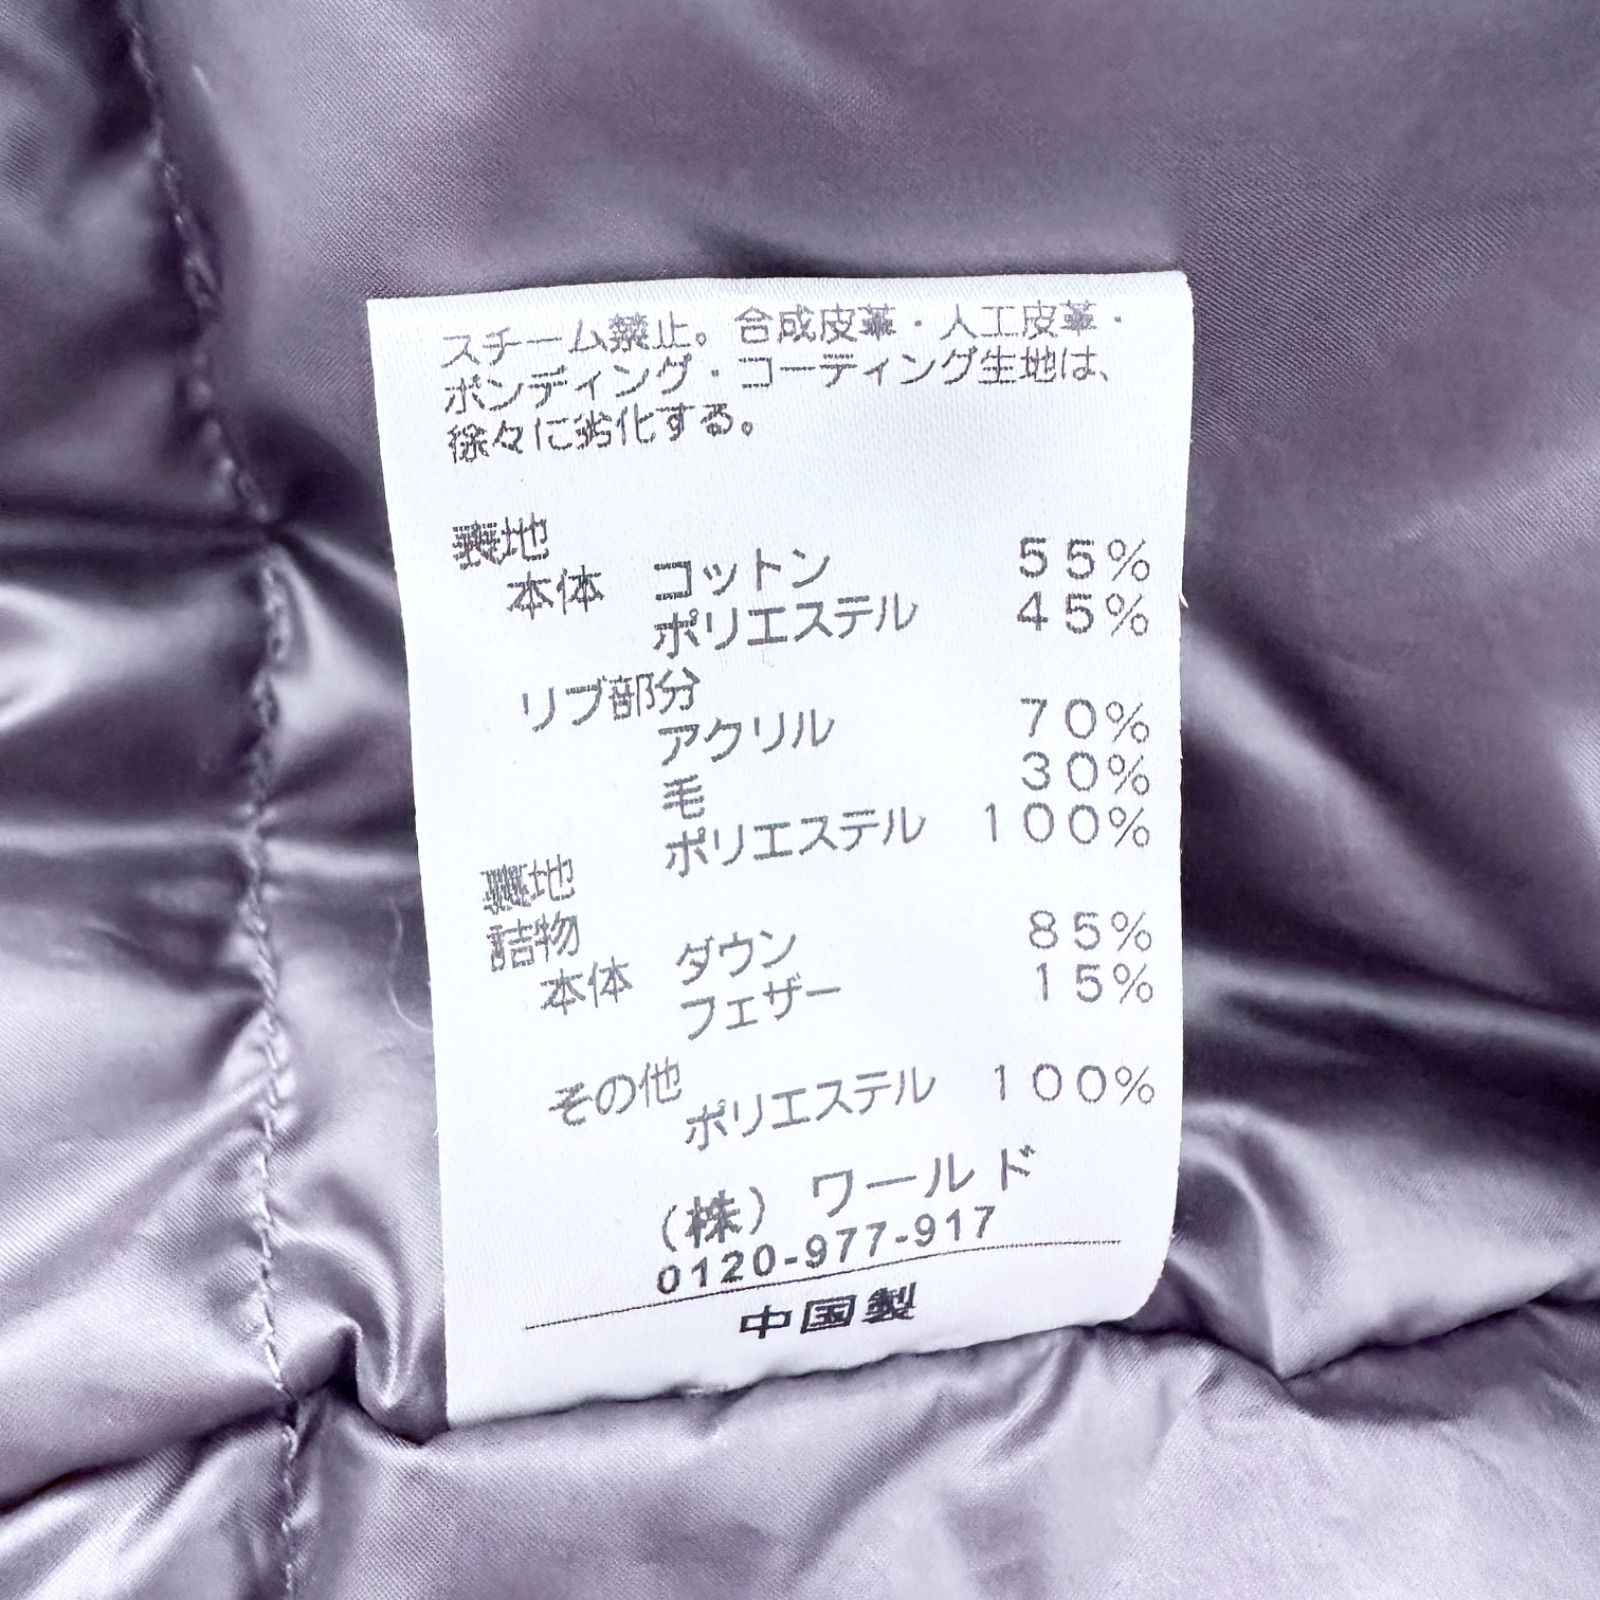 スチーム禁止。合成皮革・人工皮革・
ボンディング・コーティング生地は、
徐々に劣化する。
表地
本体 コットン 55%
ポリエステル 45%
リブ部分
アクリル 70%
毛 30%
ポリエステル 100%
裏地
詰物
本体 ダウン 85%
フェザー 15%
その他
ポリエステル 100%
(株) ワールド
0120-977-917
中国製